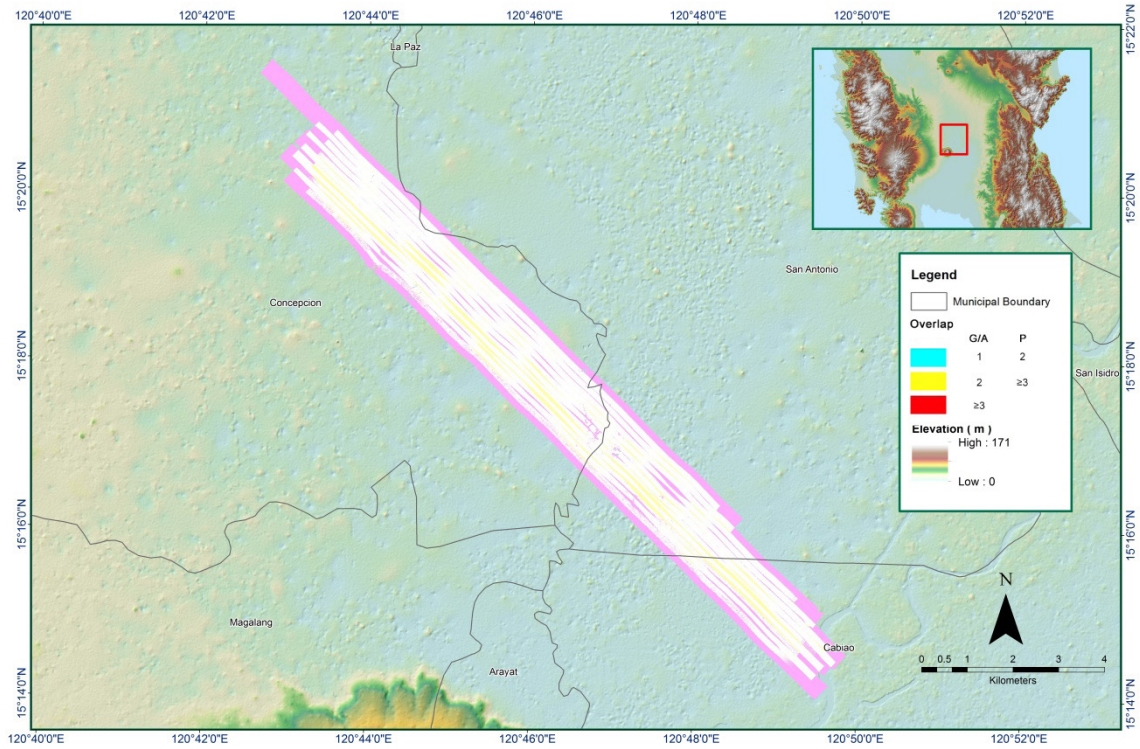 120°40'0"E 120°42'0"E 120°44'0"E 120°46'0"E 120°48'0"E 120°50'0"E 120°52'0"E
15°22'0"N
La Paz
15°20'0"N 15°20'0"N
San Antonio
Concepcion
Legend
Municipal Boundary
Overlap
G/A P
1 2
2 ≥3
≥3
Elevation ( m )
High : 171
Low : 0
15°18'0"N 15°18'0"N
San Isidro
15°16'0"N 15°16'0"N
N
Magalang
Cabiao
Arayat
0 0.5 1 2 3 4
Kilometers
15°14'0"N 15°14'0"N
120°40'0"E 120°42'0"E 120°44'0"E 120°46'0"E 120°48'0"E 120°50'0"E 120°52'0"E